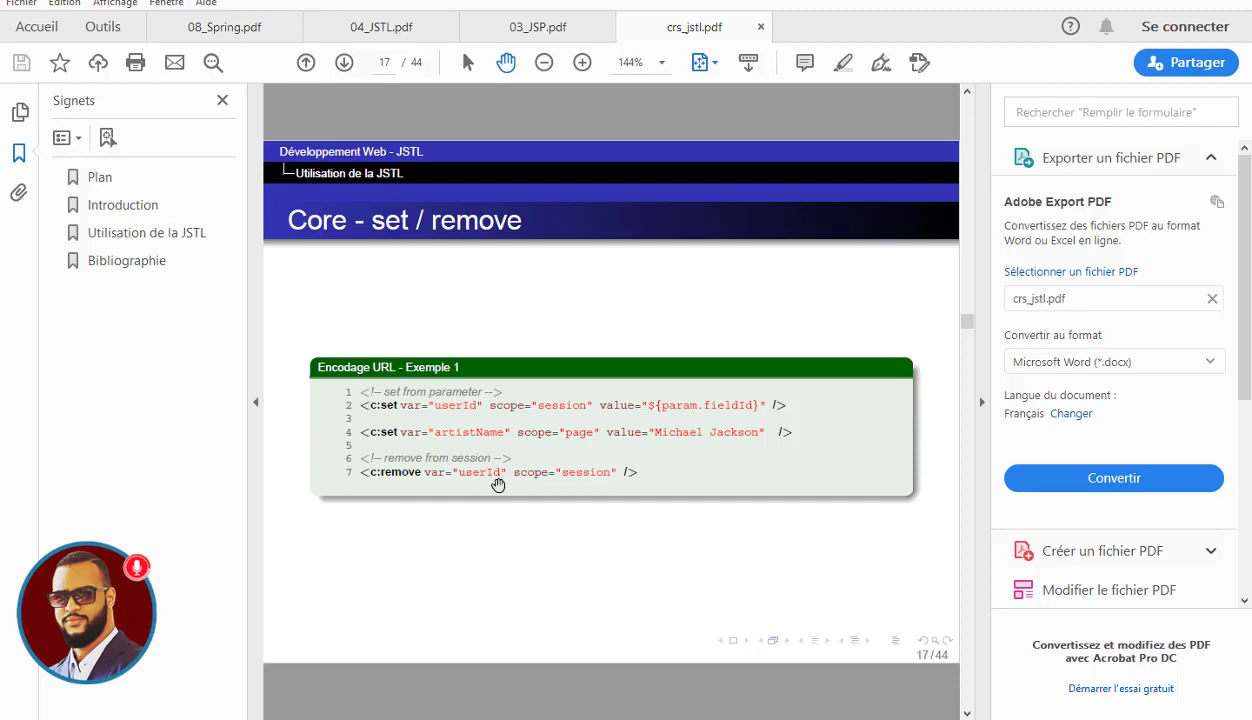 Fichier Edition Affichage Fenêtre Aide
Accueil Outils 08_Spring.pdf 04_JSTL.pdf 03_JSP.pdf crs_jstl.pdf × ? Se connecter
17 / 44 144% Partager
Signets
Plan
Introduction
Utilisation de la JSTL
Bibliographie
Développement Web - JSTL
Utilisation de la JSTL
Core - set / remove
Encodage URL - Exemple 1
1 <!-- set from parameter -->
2 <c:set var="userId" scope="session" value="${param.fieldId}" />
3
4 <c:set var="artistName" scope="page" value="Michael Jackson" />
5
6 <!-- remove from session -->
7 <c:remove var="userId" scope="session" />
17/44
Rechercher "Remplir le formulaire"
Exporter un fichier PDF
Adobe Export PDF
Convertissez des fichiers PDF au format
Word ou Excel en ligne.
Sélectionner un fichier PDF
crs_jstl.pdf
Convertir au format
Microsoft Word (*.docx)
Langue du document :
Français Changer
Convertir
Créer un fichier PDF
Modifier le fichier PDF
Convertissez et modifiez des PDF
avec Acrobat Pro DC
Démarrer l'essai gratuit